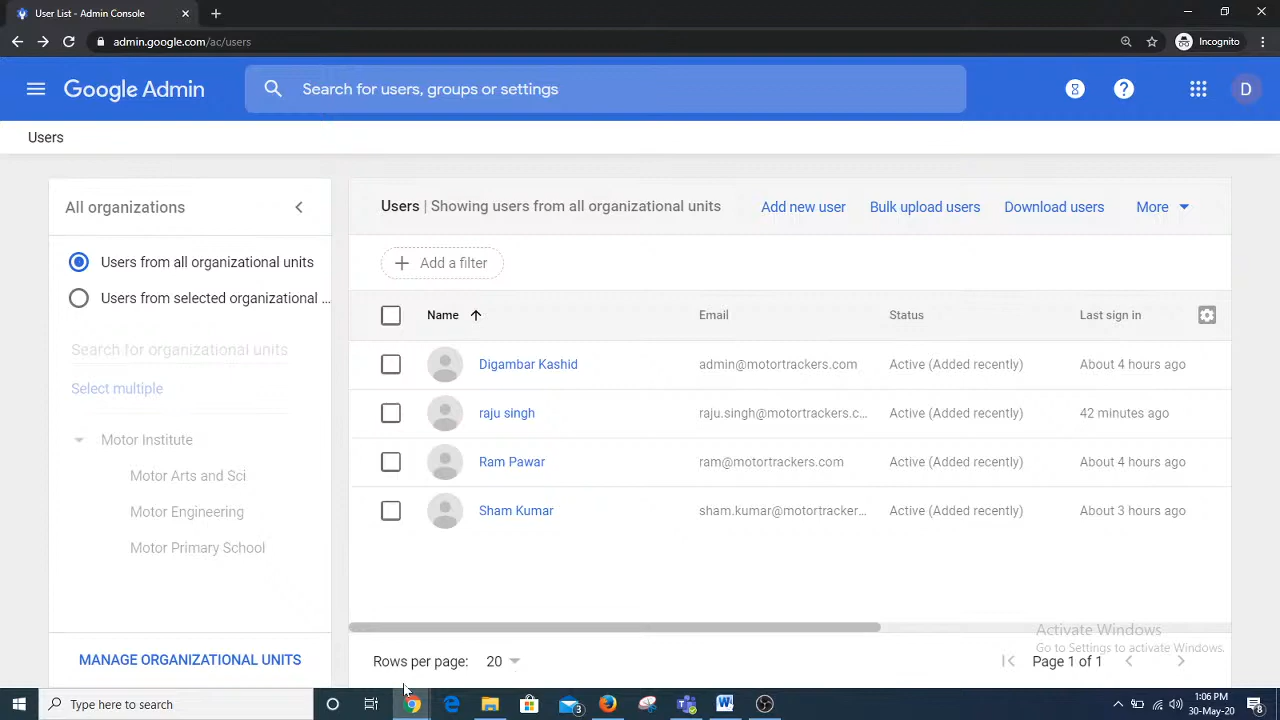 User List - Admin Console
admin.google.com/ac/users
Incognito
Google Admin
Search for users, groups or settings
D
Users
All organizations
Users from all organizational units
Users from selected organizational ...
Search for organizational units
Select multiple
Motor Institute
Motor Arts and Sci
Motor Engineering
Motor Primary School
MANAGE ORGANIZATIONAL UNITS
Users | Showing users from all organizational units
Add new user
Bulk upload users
Download users
More
Add a filter
Name Email Status Last sign in
Digambar Kashid admin@motortrackers.com Active (Added recently) About 4 hours ago
raju singh raju.singh@motortrackers.c... Active (Added recently) 42 minutes ago
Ram Pawar ram@motortrackers.com Active (Added recently) About 4 hours ago
Sham Kumar sham.kumar@motortracker... Active (Added recently) About 3 hours ago
Activate Windows
Go to Settings to activate Windows.
Rows per page: 20
Page 1 of 1
Type here to search
3
1:06 PM
30-May-20
8